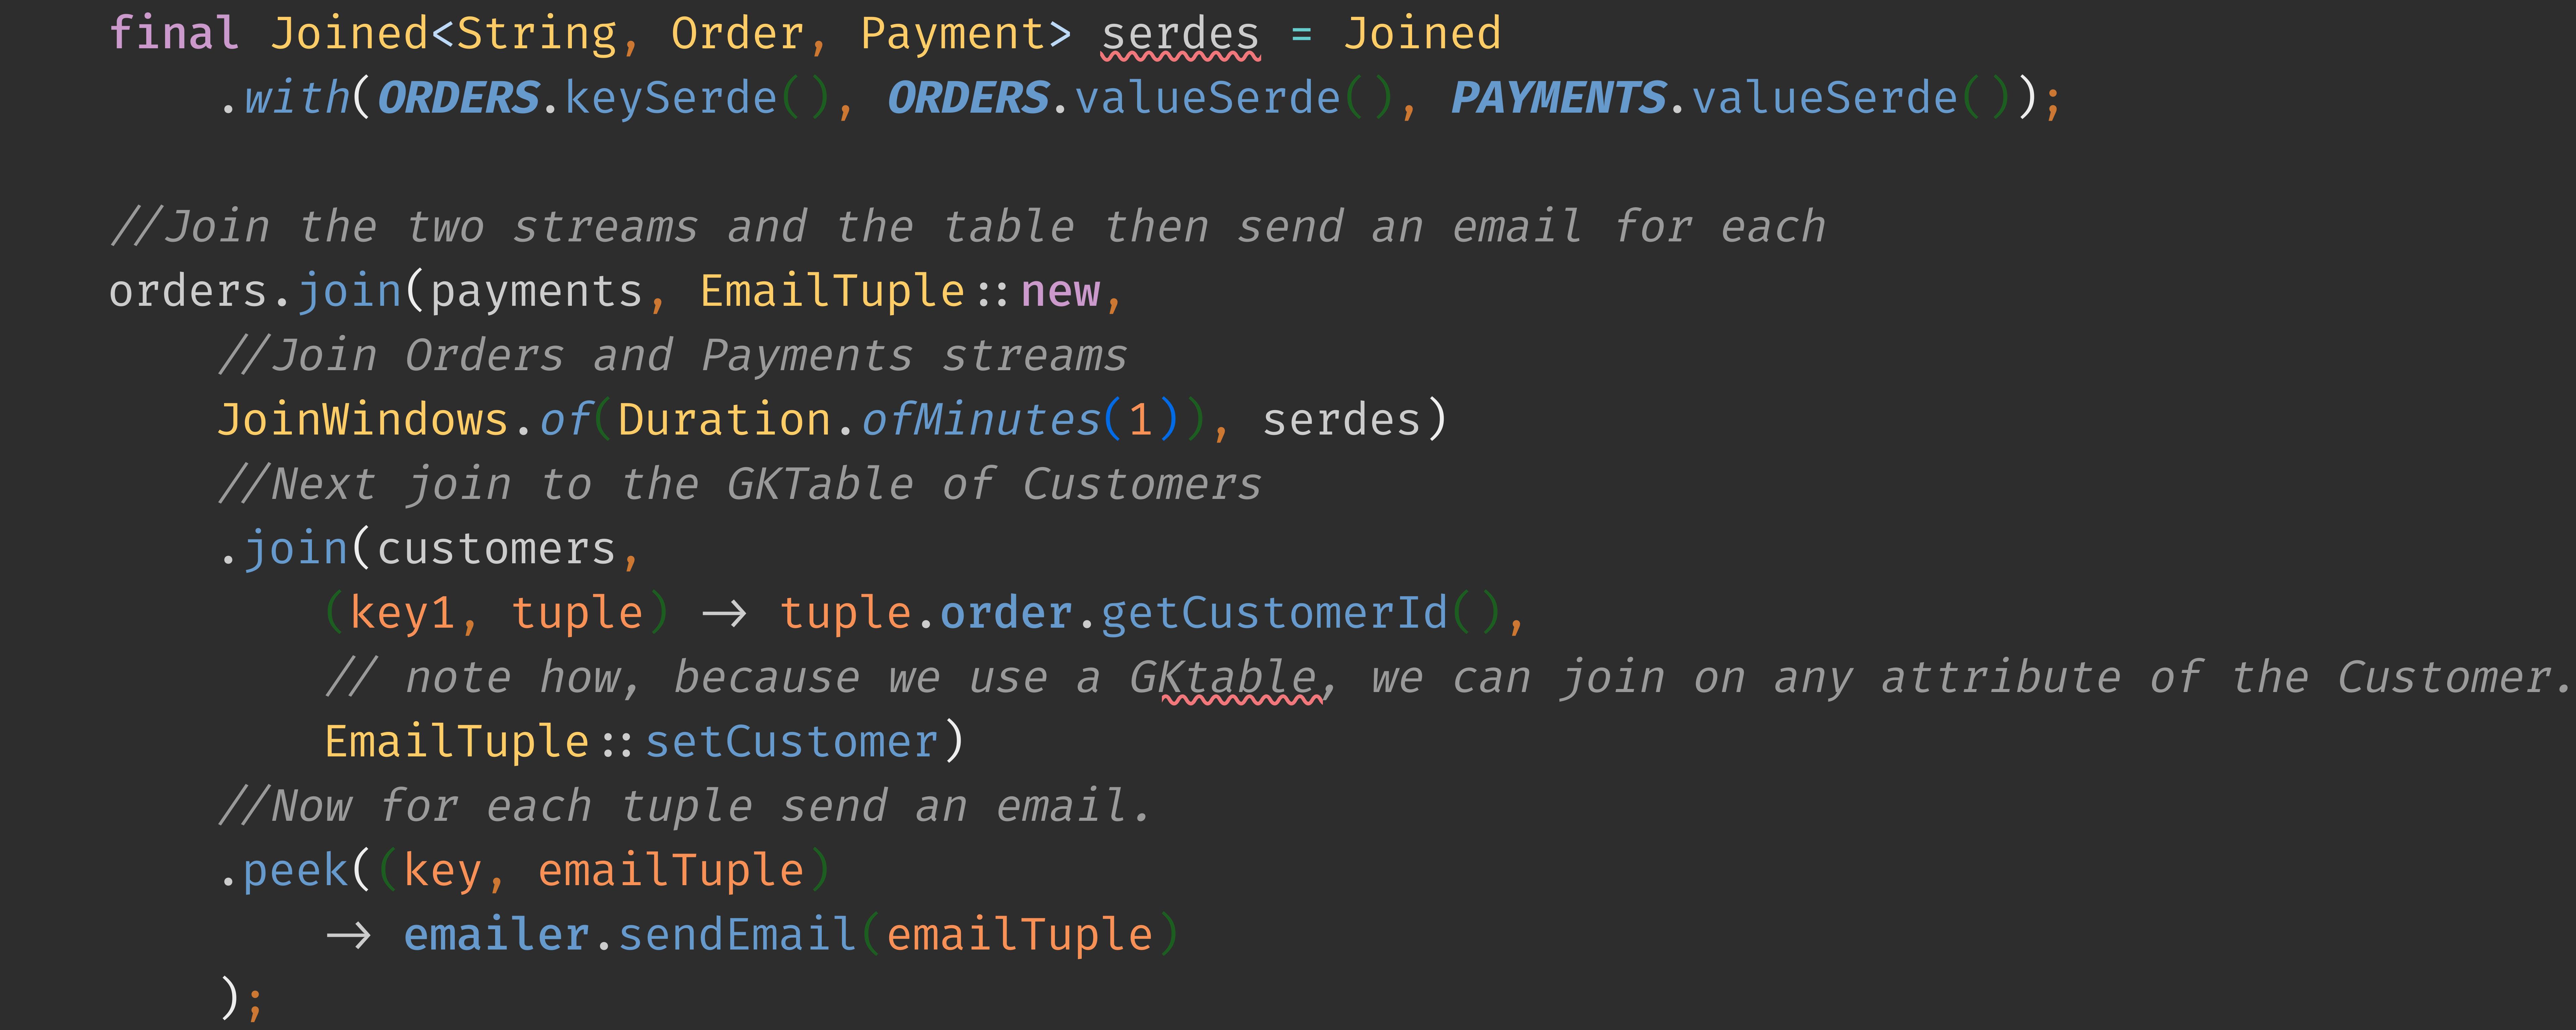 final Joined<String, Order, Payment> serdes = Joined
.with(ORDERS.keySerde(), ORDERS.valueSerde(), PAYMENTS.valueSerde());
//Join the two streams and the table then send an email for each
orders.join(payments, EmailTuple::new,
//Join Orders and Payments streams
JoinWindows.of(Duration.ofMinutes(1)), serdes)
//Next join to the GKTable of Customers
.join(customers,
(key1, tuple) -> tuple.order.getCustomerId(),
// note how, because we use a GKtable, we can join on any attribute of the Customer.
EmailTuple::setCustomer)
//Now for each tuple send an email.
.peek((key, emailTuple)
-> emailer.sendEmail(emailTuple)
);